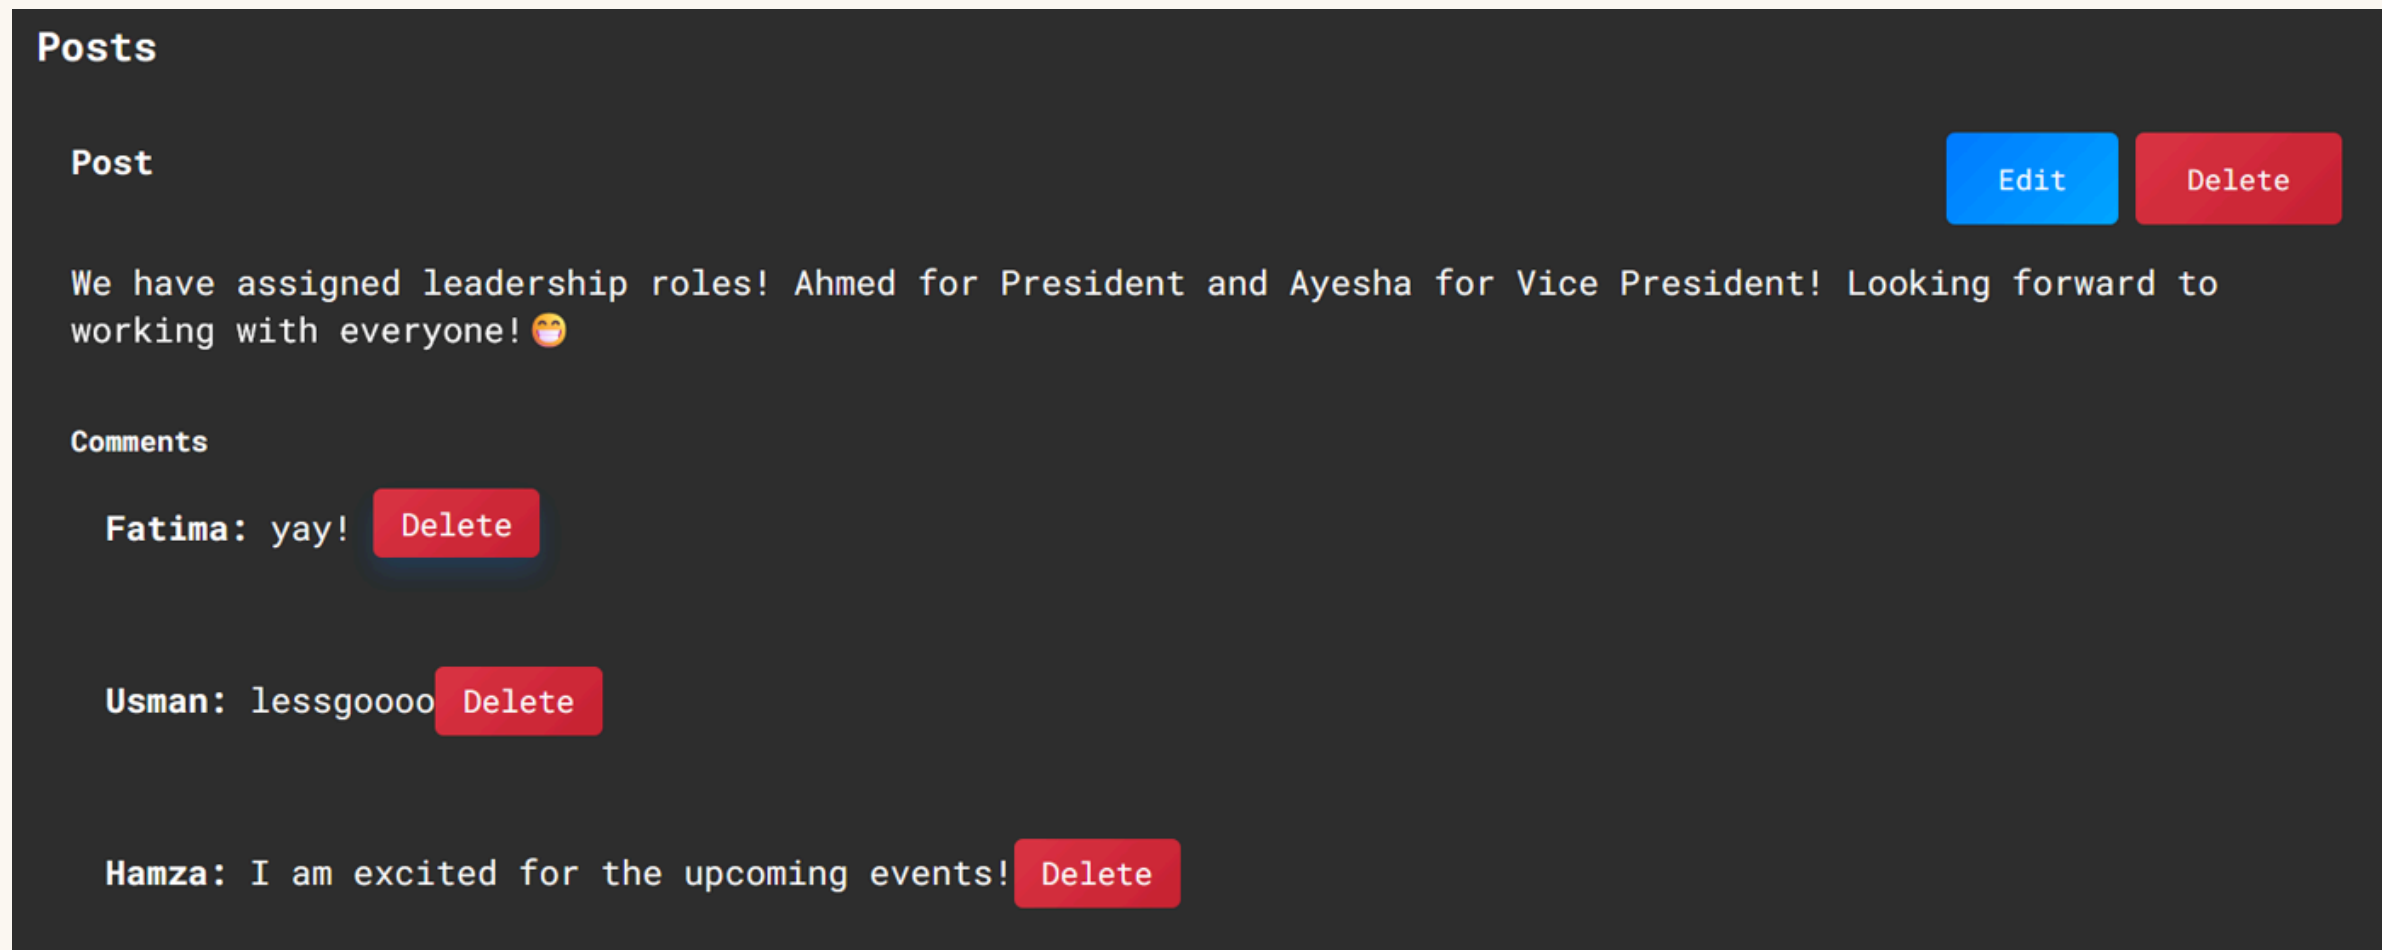 Posts
Post
Edit Delete
We have assigned leadership roles! Ahmed for President and Ayesha for Vice President! Looking forward to
working with everyone!😁
Comments
Fatima: yay! Delete
Usman: lessgoooo Delete
Hamza: I am excited for the upcoming events! Delete